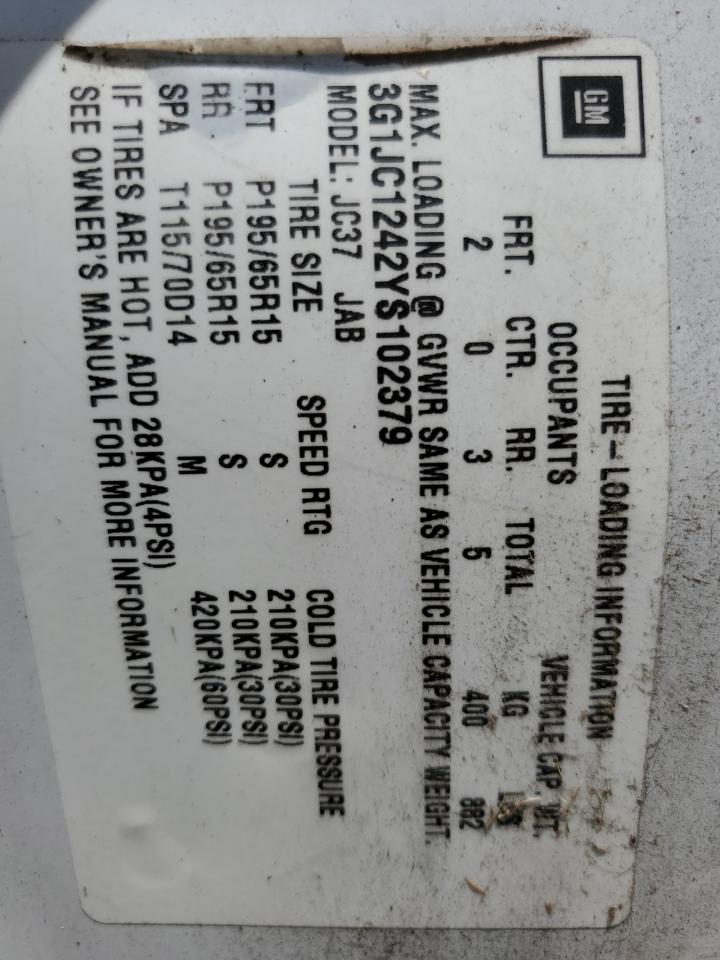 GM
TIRE-LOADING INFORMATION
OCCUPANTS VEHICLE CAP. WT.
FRT. CTR. RR. TOTAL KG LBS
2 0 3 5 400 882
MAX. LOADING @ GVWR SAME AS VEHICLE CAPACITY WEIGHT.
3G1JC1242YS102379
MODEL: JC37 JAB
TIRE SIZE SPEED RTG COLD TIRE PRESSURE
FRT P195/65R15 S 210KPA(30PSI)
RR P195/65R15 S 210KPA(30PSI)
SPA T115/70D14 M 420KPA(60PSI)
IF TIRES ARE HOT, ADD 28KPA(4PSI)
SEE OWNER'S MANUAL FOR MORE INFORMATION